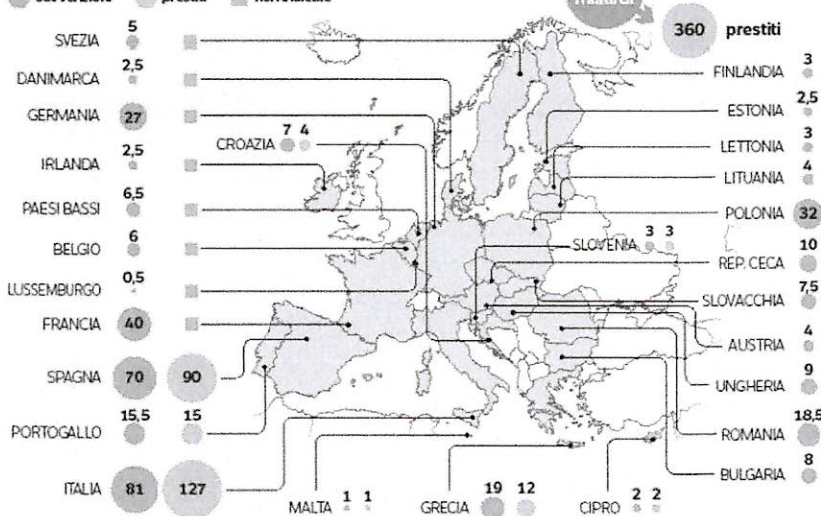 prestiti
360 prestiti
SVEZIA 5
DANIMARCA 2,5
GERMANIA 27
IRLANDA 2,5
PAESI BASSI 6,5
BELGIO 6
LUSSEMBURGO 0,5
FRANCIA 40
SPAGNA 70 90
PORTOGALLO 15,5 15
ITALIA 81 127
CROAZIA 7 4
MALTA 1 1
GRECIA 19 12
CIPRO 2 2
SLOVENIA 3 3
FINLANDIA 3
ESTONIA 2,5
LETTONIA 3
LITUANIA 4
POLONIA 32
REP. CECA 10
SLOVACCHIA 7,5
AUSTRIA 4
UNGHERIA 9
ROMANIA 18,5
BULGARIA 8